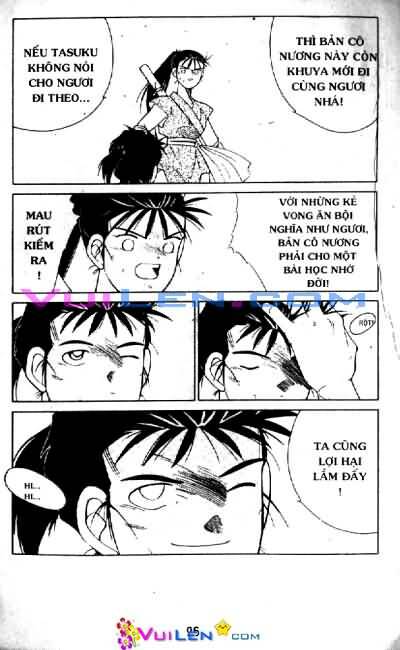 NẾU TASUKU
KHÔNG NÓI
CHO NGƯƠI
ĐI THEO...
THÌ BẢN CÔ
NƯƠNG NÀY CÒN
KHUYA MỚI ĐI
CÙNG NGƯƠI
NHÁ!
MAU
RÚT
KIẾM
RA
!
VỚI NHỮNG KẺ
VONG ÂN BỘI
NGHĨA NHƯ NGƯƠI,
BẢN CÔ NƯƠNG
PHẢI CHO MỘT
BÀI HỌC NHỚ
ĐỜI!
VUILEN.COM
HI...
HI...
TA CŨNG
LỢI HẠI
LẮM ĐẤY
!
VUILEN.COM